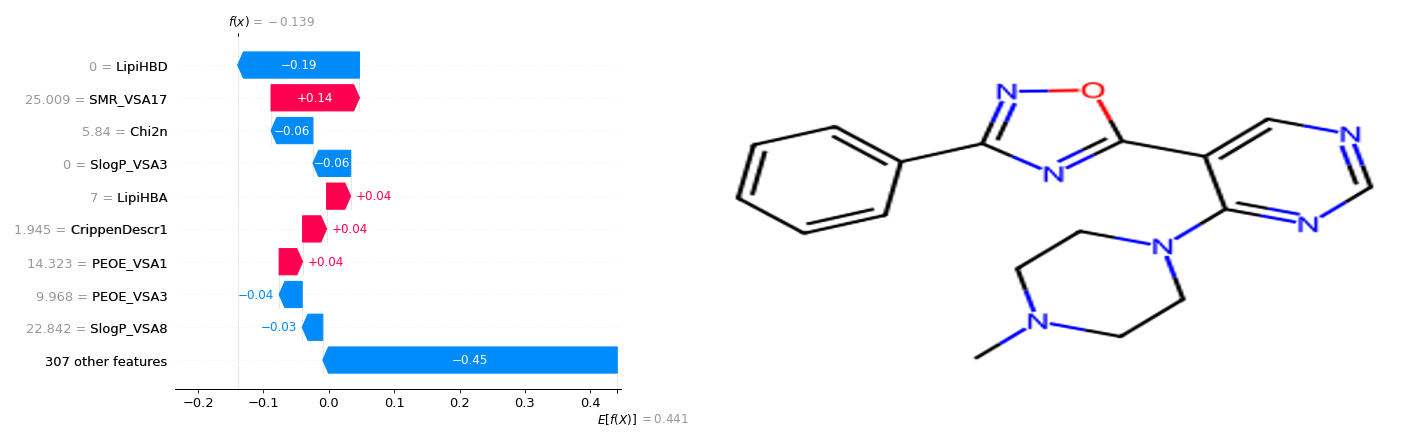 f(x) = −0.139
0 = LipiHBD
−0.19
25.009 = SMR_VSA17
+0.14
5.84 = Chi2n
−0.06
0 = SlogP_VSA3
−0.06
7 = LipiHBA
+0.04
1.945 = CrippenDescr1
+0.04
14.323 = PEOE_VSA1
+0.04
9.968 = PEOE_VSA3
−0.04
22.842 = SlogP_VSA8
−0.03
307 other features
−0.45
−0.2 −0.1 0.0 0.1 0.2 0.3 0.4
E[f(X)] = 0.441
N O
N
N
N
N
N